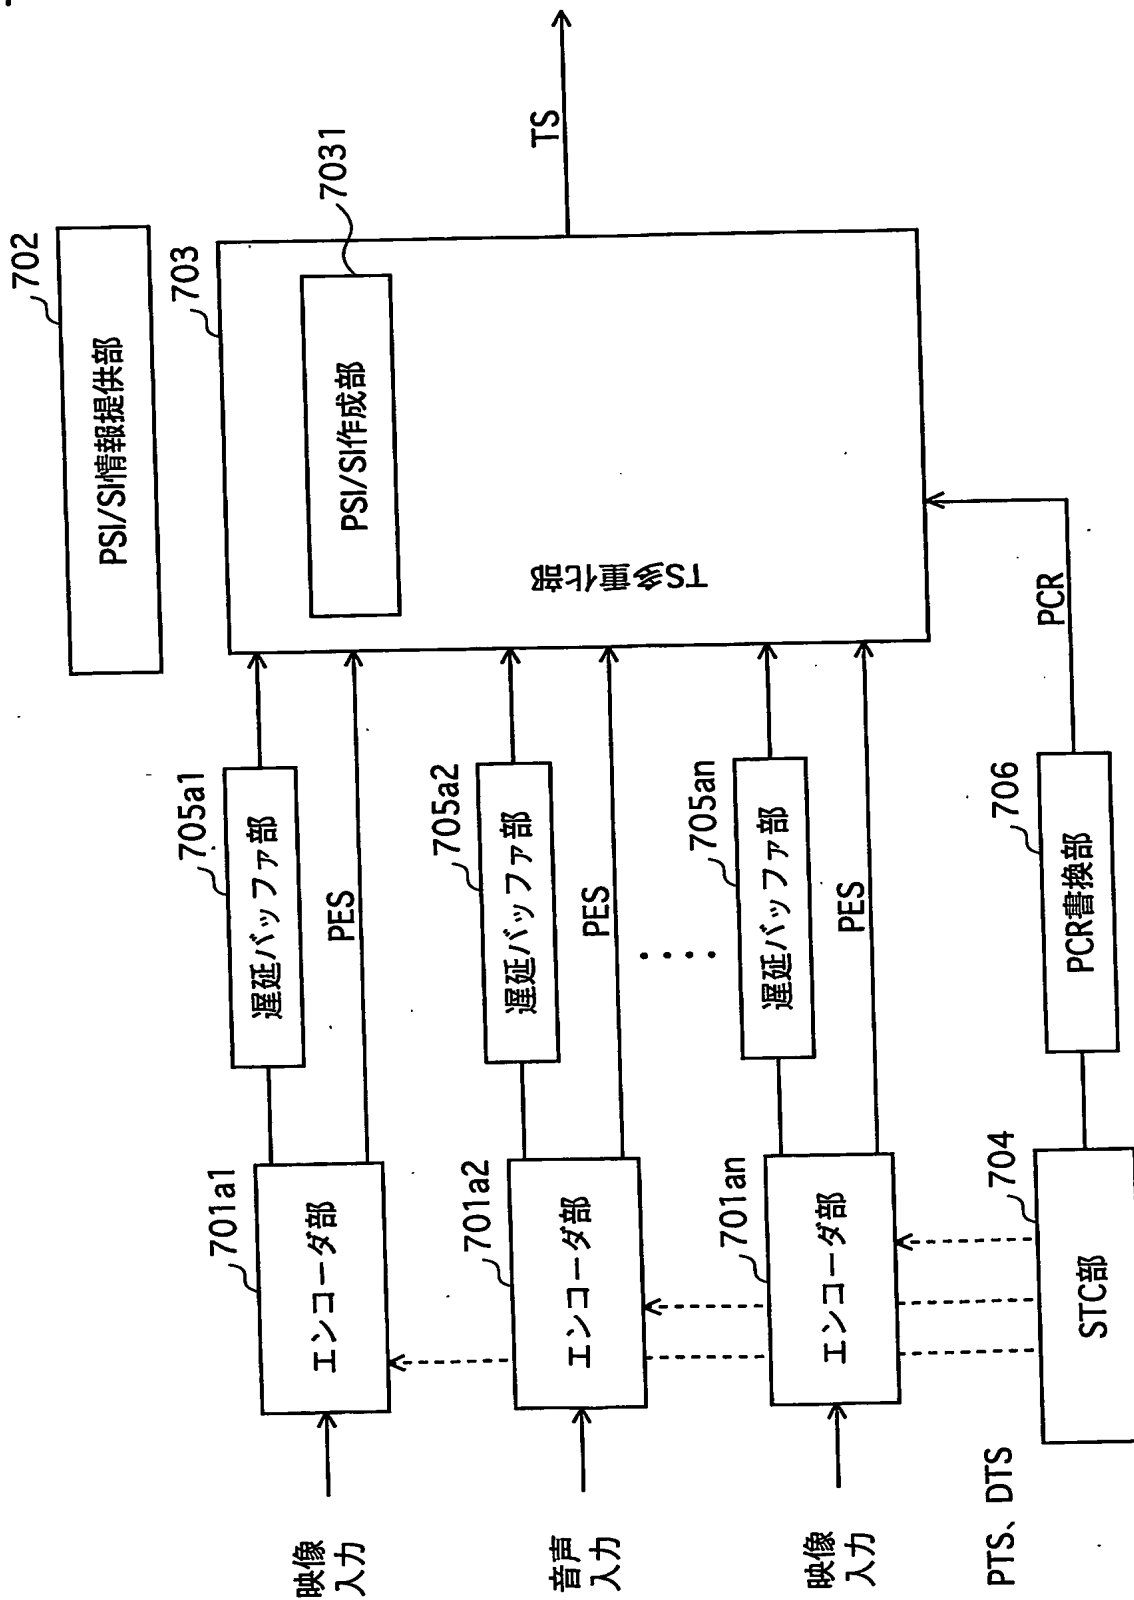 702
PSI/SI情報提供部
703
7031
PSI/SI作成部
TS多重化部
TS
映像
入力
701a1
エンコーダ部
705a1
遅延バッファ部
PES
音声
入力
701a2
エンコーダ部
705a2
遅延バッファ部
PES
‥‥
映像
入力
701an
エンコーダ部
705an
遅延バッファ部
PES
PTS、DTS
704
STC部
706
PCR書換部
PCR